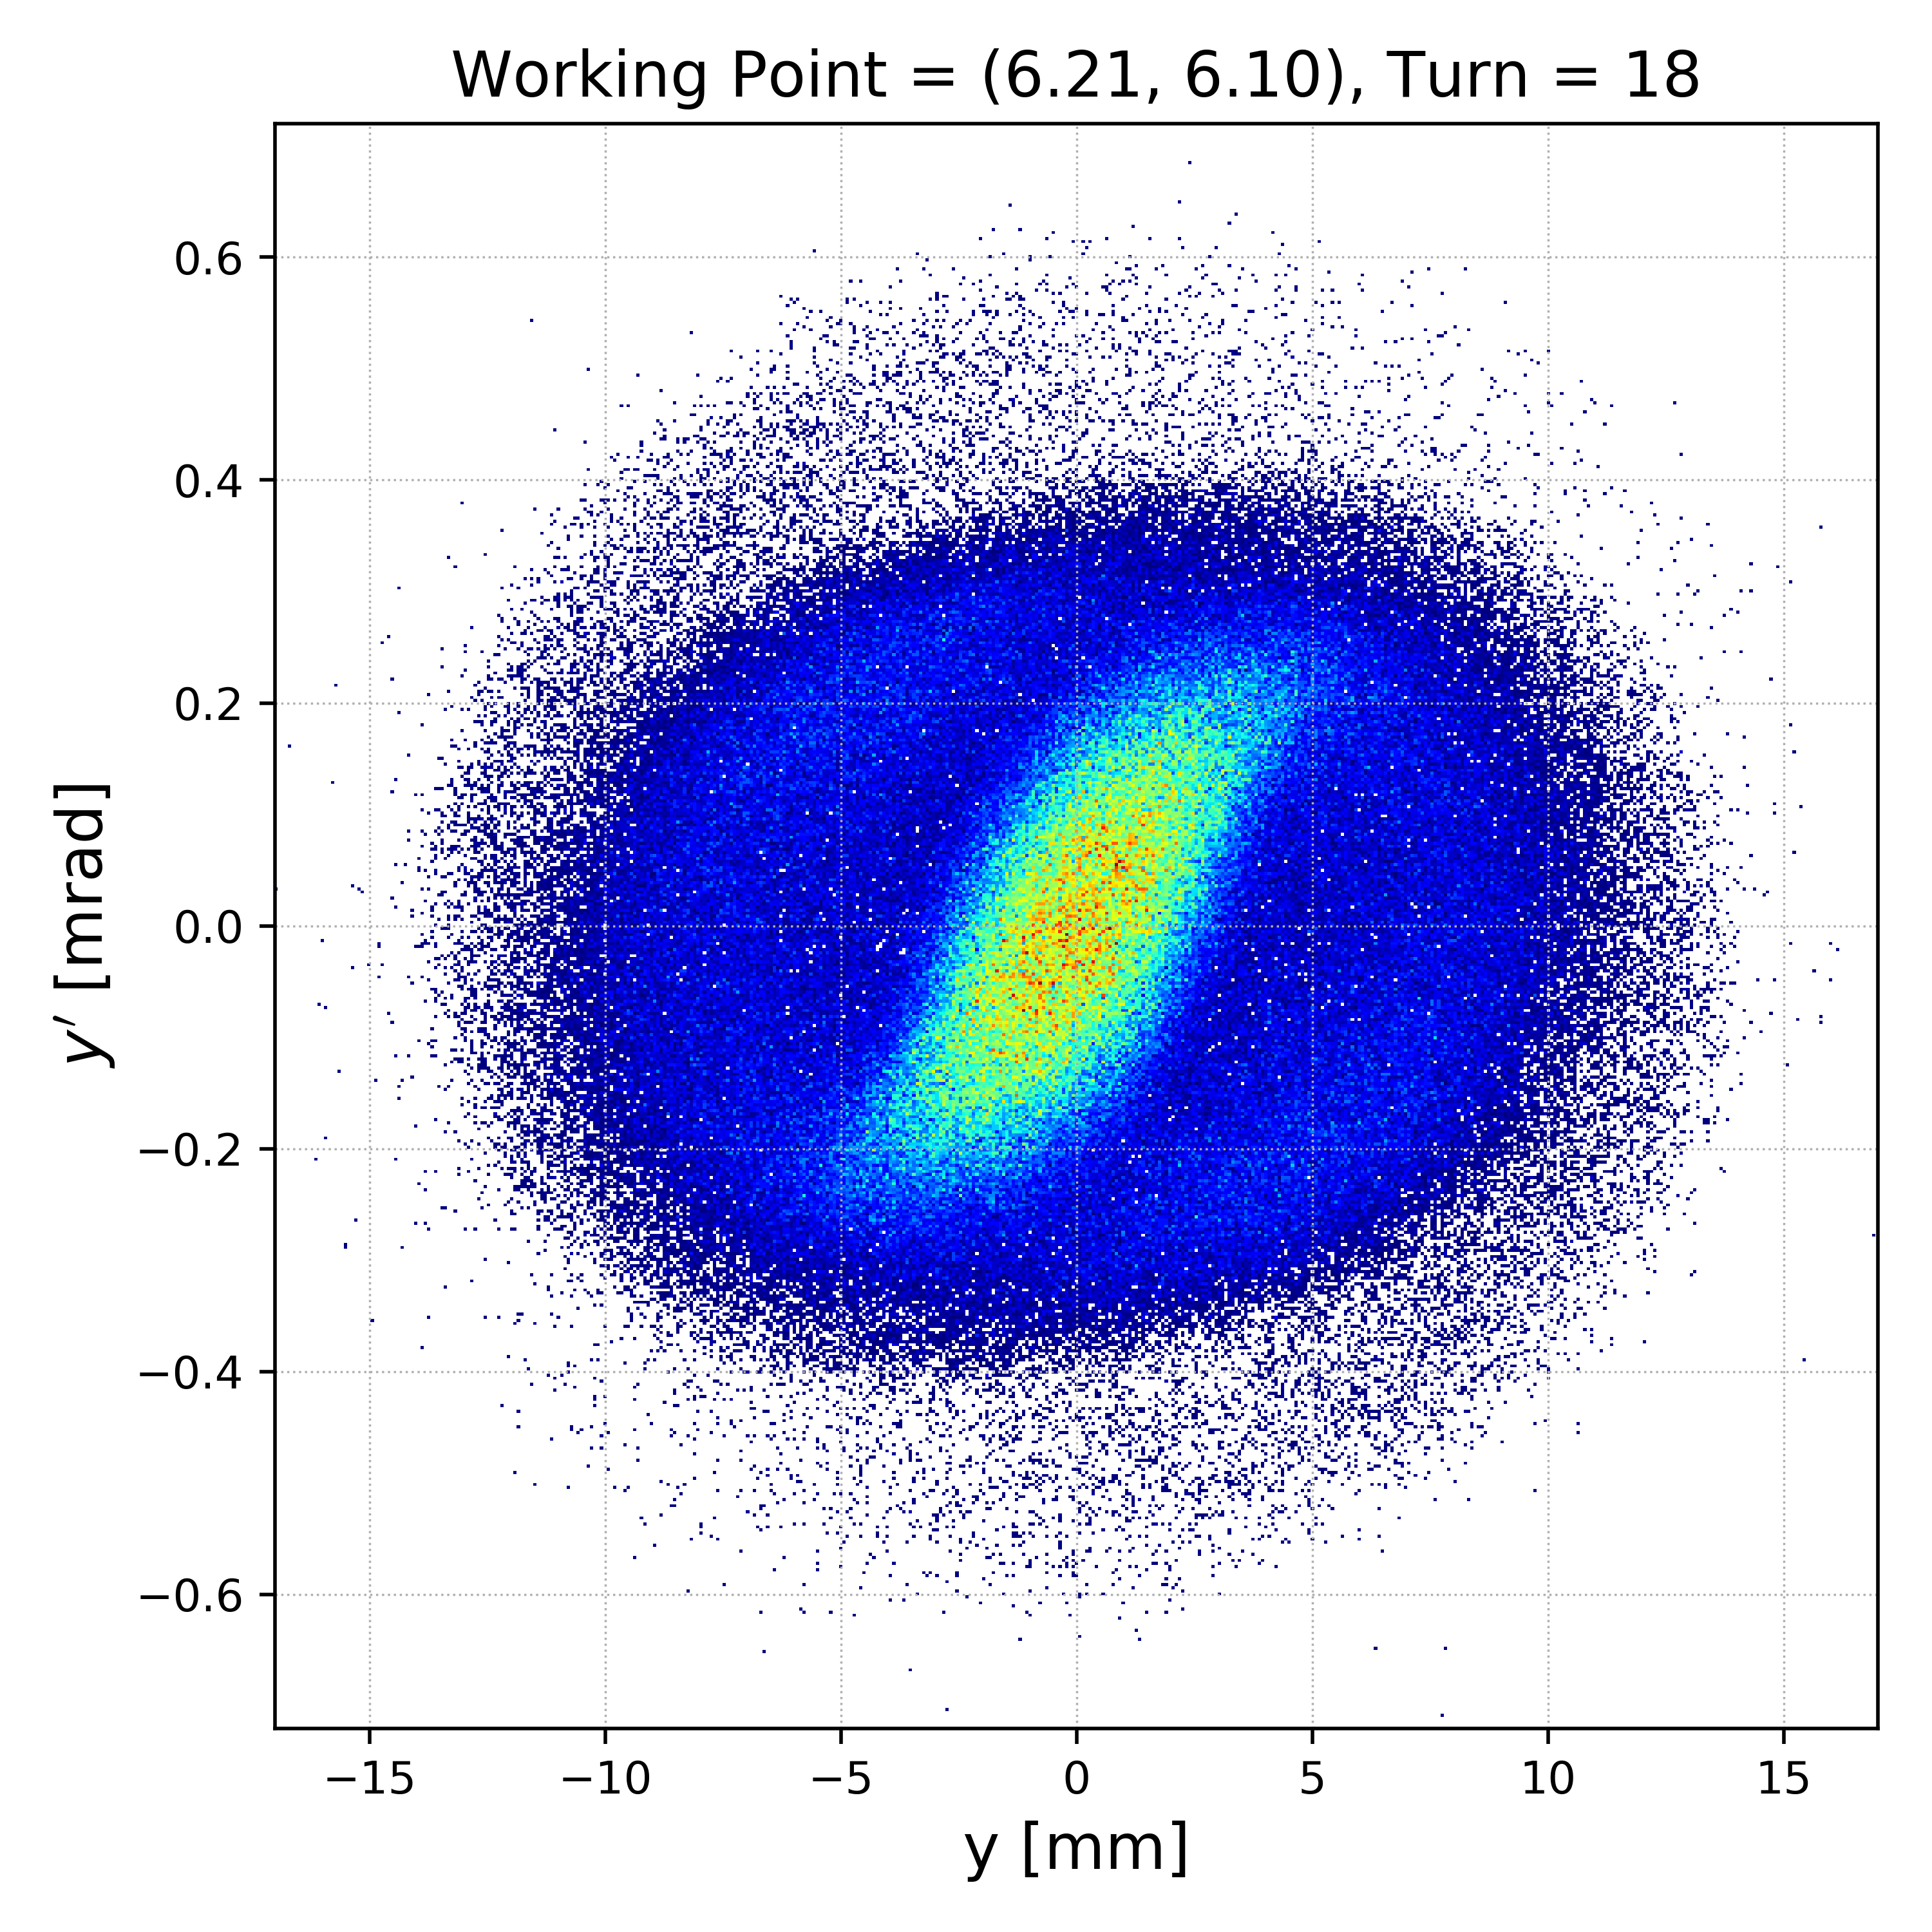 Working Point = (6.21, 6.10), Turn = 18
0.6
0.4
0.2
0.0
−0.2
−0.4
−0.6
y′ [mrad]
−15 −10 −5 0 5 10 15
y [mm]